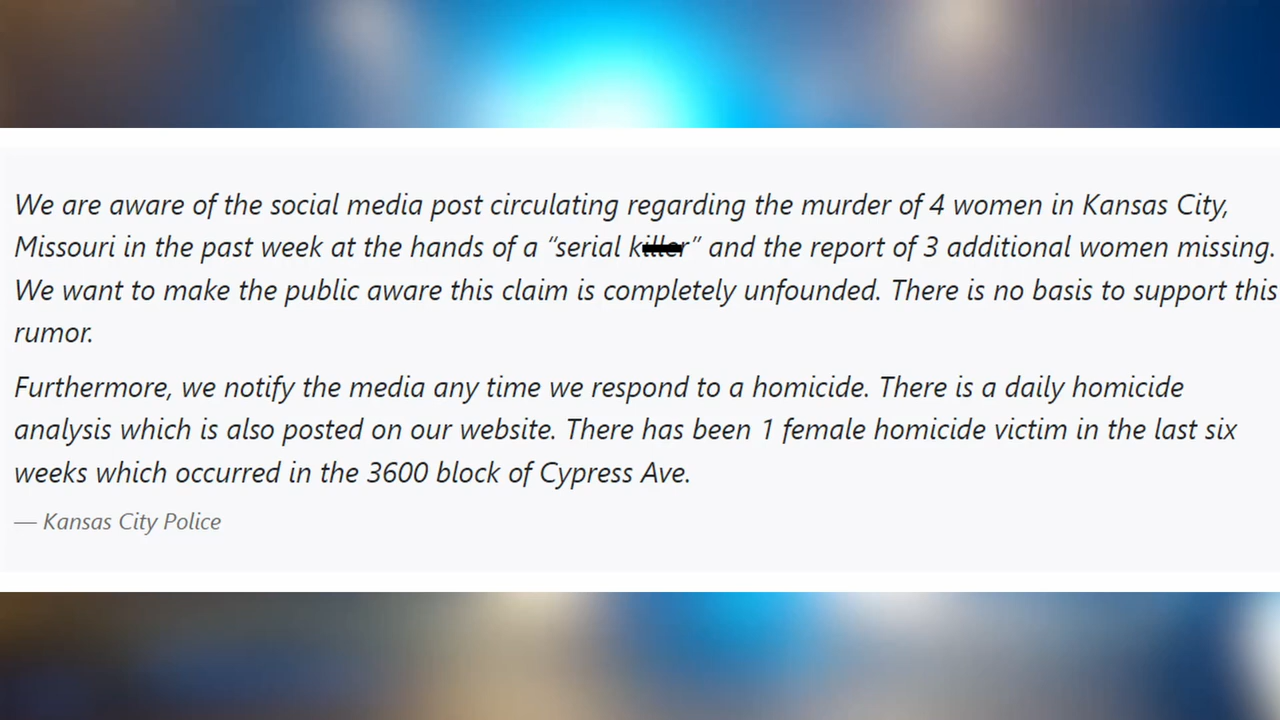 We are aware of the social media post circulating regarding the murder of 4 women in Kansas City,
Missouri in the past week at the hands of a “serial killer” and the report of 3 additional women missing.
We want to make the public aware this claim is completely unfounded. There is no basis to support this
rumor.
Furthermore, we notify the media any time we respond to a homicide. There is a daily homicide
analysis which is also posted on our website. There has been 1 female homicide victim in the last six
weeks which occurred in the 3600 block of Cypress Ave.
— Kansas City Police